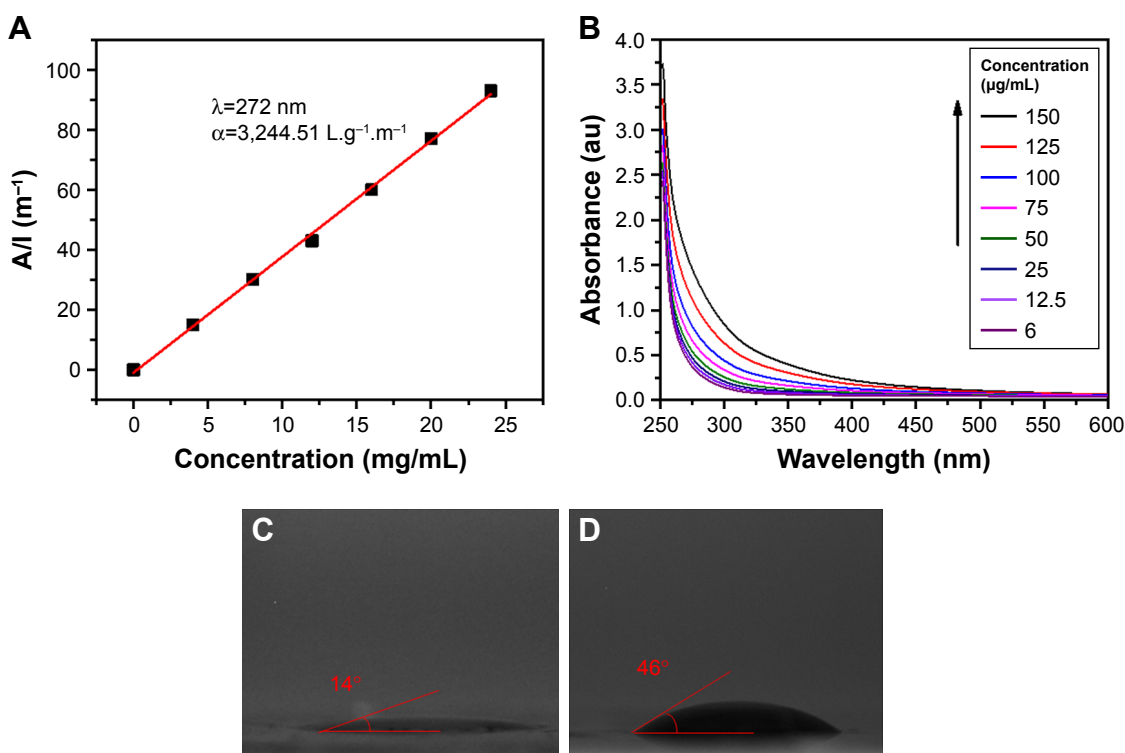 A
100
80
60
40
20
0
A/l (m⁻¹)
λ=272 nm
α=3,244.51 L.g⁻¹.m⁻¹
0 5 10 15 20 25
Concentration (mg/mL)
B
4.0
3.5
3.0
2.5
2.0
1.5
1.0
0.5
0.0
Absorbance (au)
250 300 350 400 450 500 550 600
Wavelength (nm)
Concentration
(µg/mL)
150
125
100
75
50
25
12.5
6
C
14°
D
46°